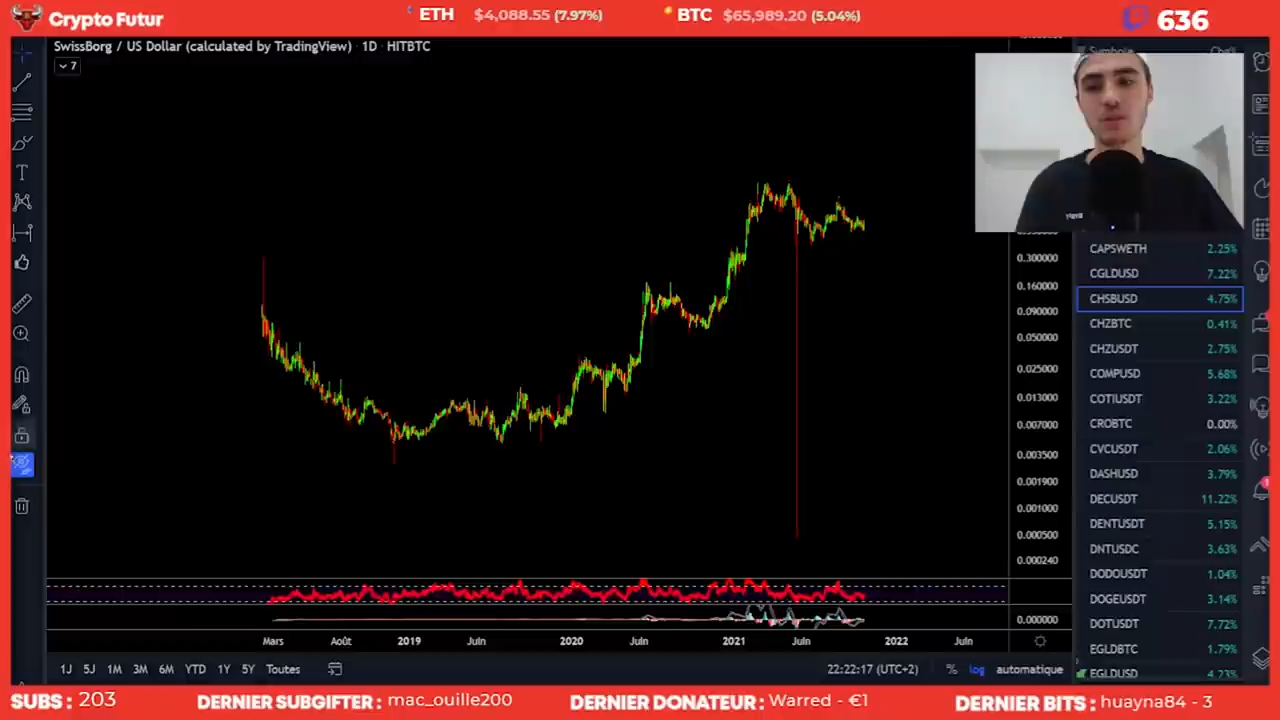 Crypto Futur
ETH $4,088.55 (7.97%)
BTC $65,989.20 (5.04%)
636
SwissBorg / US Dollar (calculated by TradingView) · 1D · HITBTC
7
0.300000
0.160000
0.090000
0.050000
0.025000
0.013000
0.007000
0.003500
0.001900
0.001000
0.000500
0.000240
0.000000
CAPSWETH 2.25%
CGLDUSD 7.22%
CHSBUSD 4.75%
CHZBTC 0.41%
CHZUSDT 2.75%
COMPUSD 5.68%
COTIUSDT 3.22%
CROBTC 0.00%
CVCUSDT 2.06%
DASHUSD 3.79%
DECUSDT 11.22%
DENTUSDT 5.15%
DNTUSDC 3.63%
DODOUSDT 1.04%
DOGEUSDT 3.14%
DOTUSDT 7.72%
EGLDBTC 1.79%
EGLDUSD 4.23%
Mars Août 2019 Juin 2020 Juin 2021 Juin 2022 Juin
1J 5J 1M 3M 6M YTD 1Y 5Y Toutes
22:22:17 (UTC+2) % log automatique
SUBS : 203
DERNIER SUBGIFTER : mac_ouille200
DERNIER DONATEUR : Warred - €1
DERNIER BITS : huayna84 - 3